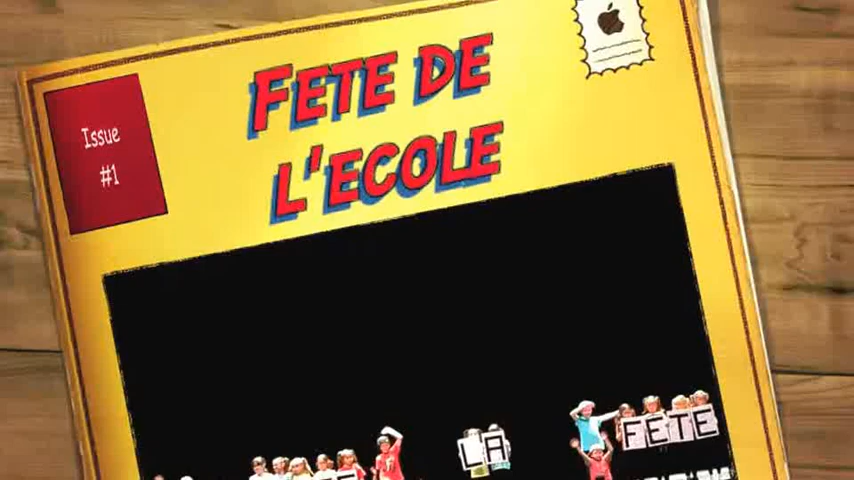 FETE DE
L'ECOLE
Issue
#1
LA
FETE